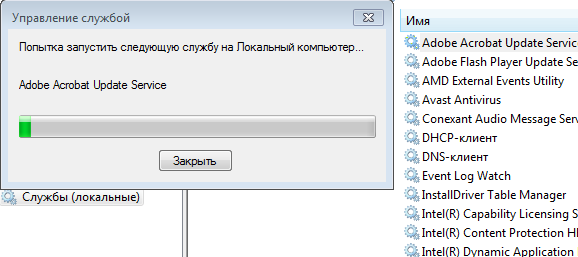 Управление службой
Попытка запустить следующую службу на Локальный компьютер...
Adobe Acrobat Update Service
Закрыть
Службы (локальные)
Имя
Adobe Acrobat Update Servic
Adobe Flash Player Update Servi
AMD External Events Utility
Avast Antivirus
Conexant Audio Message Serv
DHCP-клиент
DNS-клиент
Event Log Watch
InstallDriver Table Manager
Intel(R) Capability Licensing S
Intel(R) Content Protection H
Intel(R) Dynamic Application